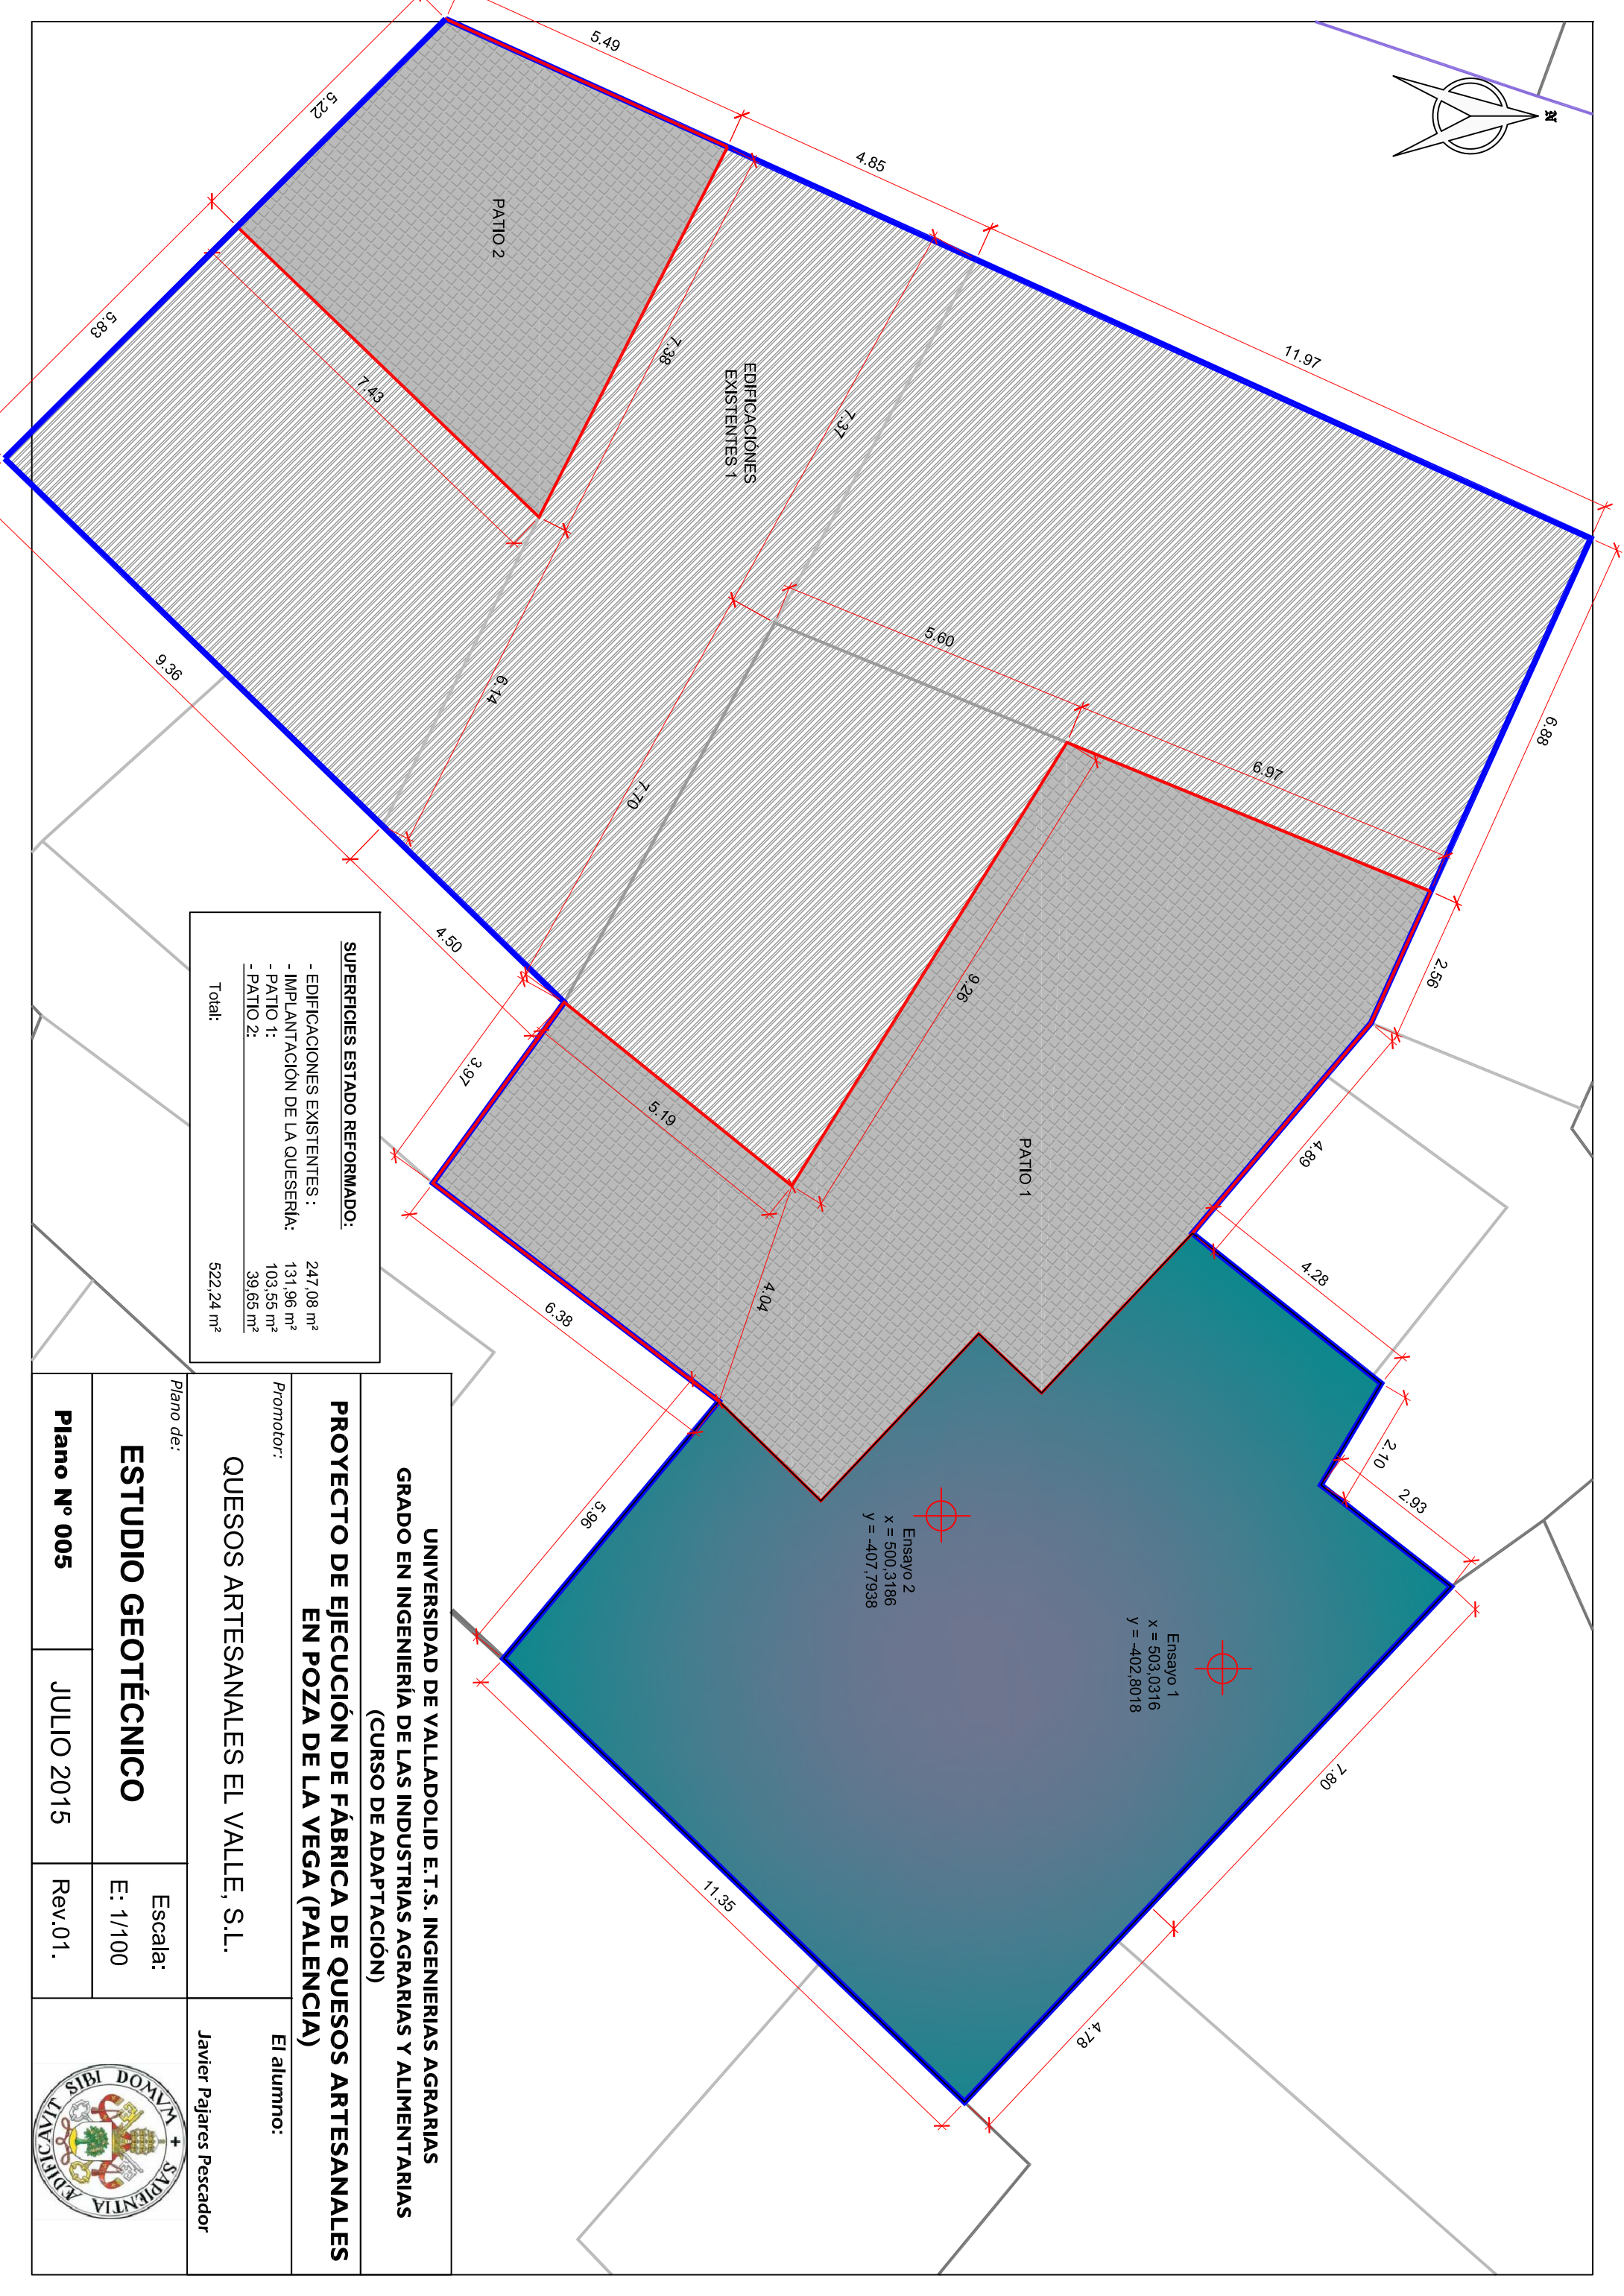 N
5.49
4.85
11.97
5.22
5.83
7.43
7.38
7.37
6.14
7.70
5.60
6.97
6.88
2.56
9.26
4.89
4.28
2.10
2.93
7.80
4.78
11.35
5.96
6.38
4.04
5.19
3.97
4.50
9.36
PATIO 2
EDIFICACIÓNES
EXISTENTES 1
PATIO 1
Ensayo 1
x = 503,0316
y = -402,8018
Ensayo 2
x = 500,3186
y = -407,7938
SUPERFICIES ESTADO REFORMADO:
- EDIFICACIONES EXISTENTES : 247,08 m²
- IMPLANTACIÓN DE LA QUESERÍA: 131,96 m²
- PATIO 1: 103,55 m²
- PATIO 2: 39,65 m²
Total: 522,24 m²
UNIVERSIDAD DE VALLADOLID E.T.S. INGENIERIAS AGRARIAS
GRADO EN INGENIERÍA DE LAS INDUSTRIAS AGRARIAS Y ALIMENTARIAS
(CURSO DE ADAPTACIÓN)
PROYECTO DE EJECUCIÓN DE FÁBRICA DE QUESOS ARTESANALES
EN POZA DE LA VEGA (PALENCIA)
Promotor:
QUESOS ARTESANALES EL VALLE, S.L.
El alumno:
Javier Pajares Pescador
Plano de:
ESTUDIO GEOTÉCNICO
Escala:
E: 1/100
Plano Nº 005
JULIO 2015
Rev.01.
SAPIENTIA ÆDIFICAVIT SIBI DOMVM +